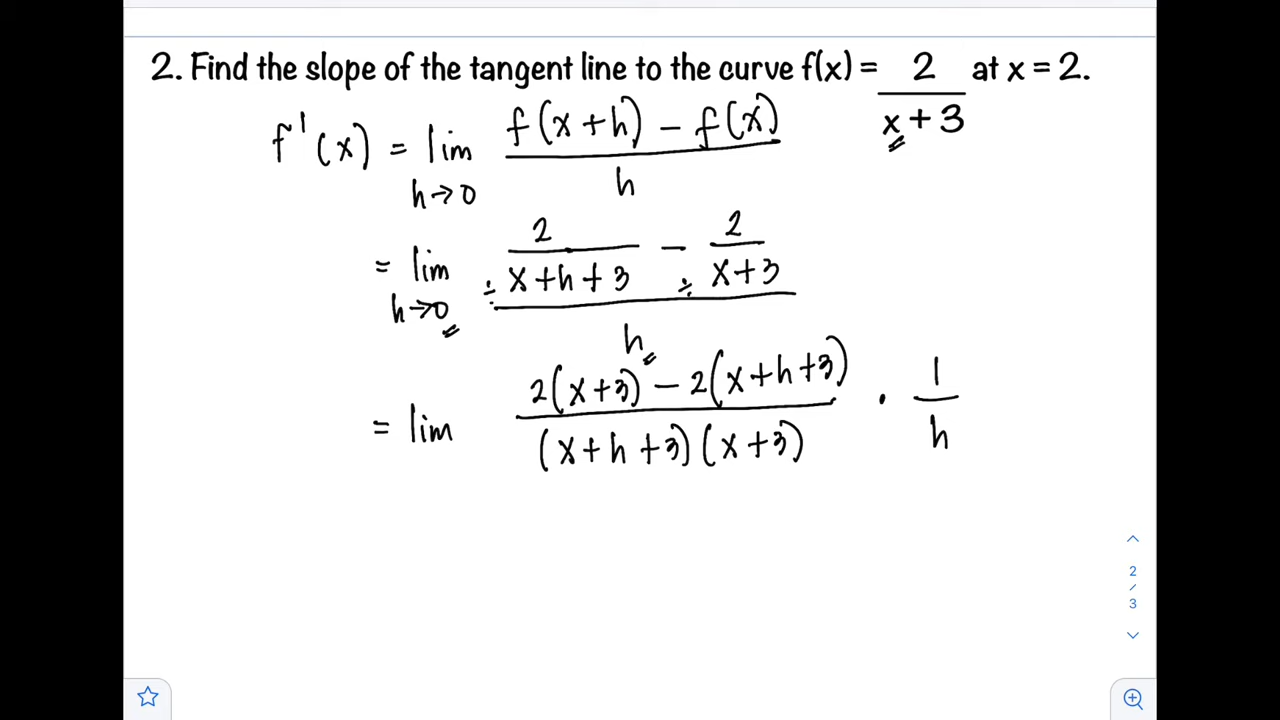 2. Find the slope of the tangent line to the curve f(x) = 2/(x + 3) at x = 2.
f'(x) = lim h→0 (f(x+h) − f(x))/h
= lim h→0 (2/(x+h+3) − 2/(x+3))/h
= lim (2(x+3) − 2(x+h+3))/((x+h+3)(x+3)) · 1/h
2
/
3